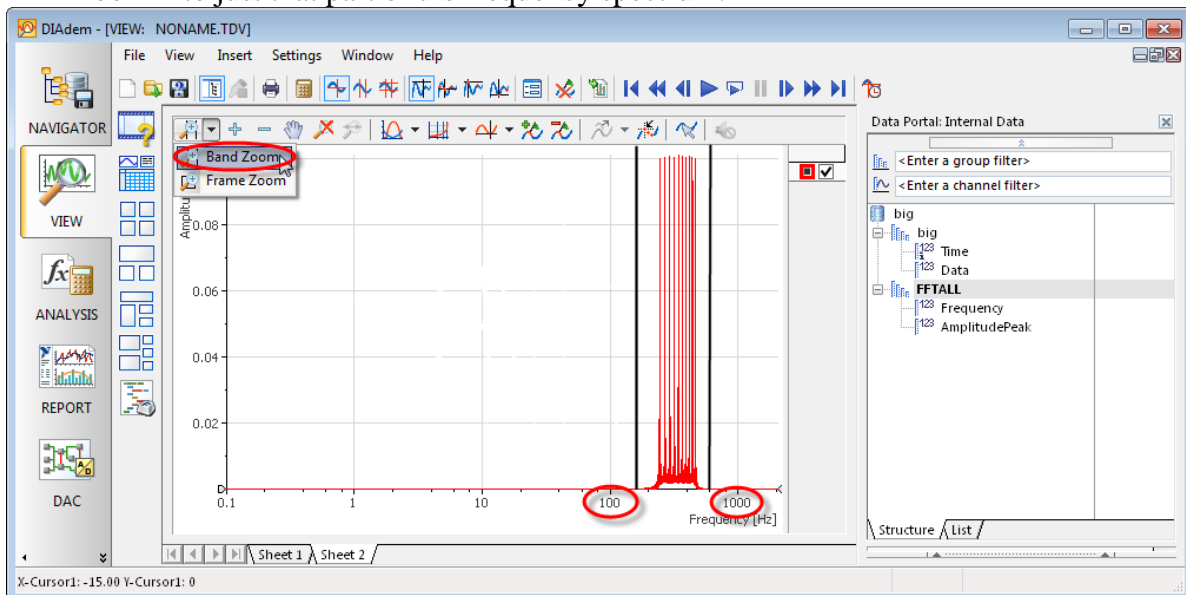 DIAdem - [VIEW: NONAME.TDV]
File View Insert Settings Window Help
NAVIGATOR
VIEW
ANALYSIS
REPORT
DAC
Band Zoom
Frame Zoom
0.08
0.06
0.04
0.02
0.1 1 10 100 1000
Frequency [Hz]
Sheet 1 Sheet 2
Data Portal: Internal Data
<Enter a group filter>
<Enter a channel filter>
big
big
Time
Data
FFTALL
Frequency
AmplitudePeak
Structure List
X-Cursor1: -15.00 Y-Cursor1: 0